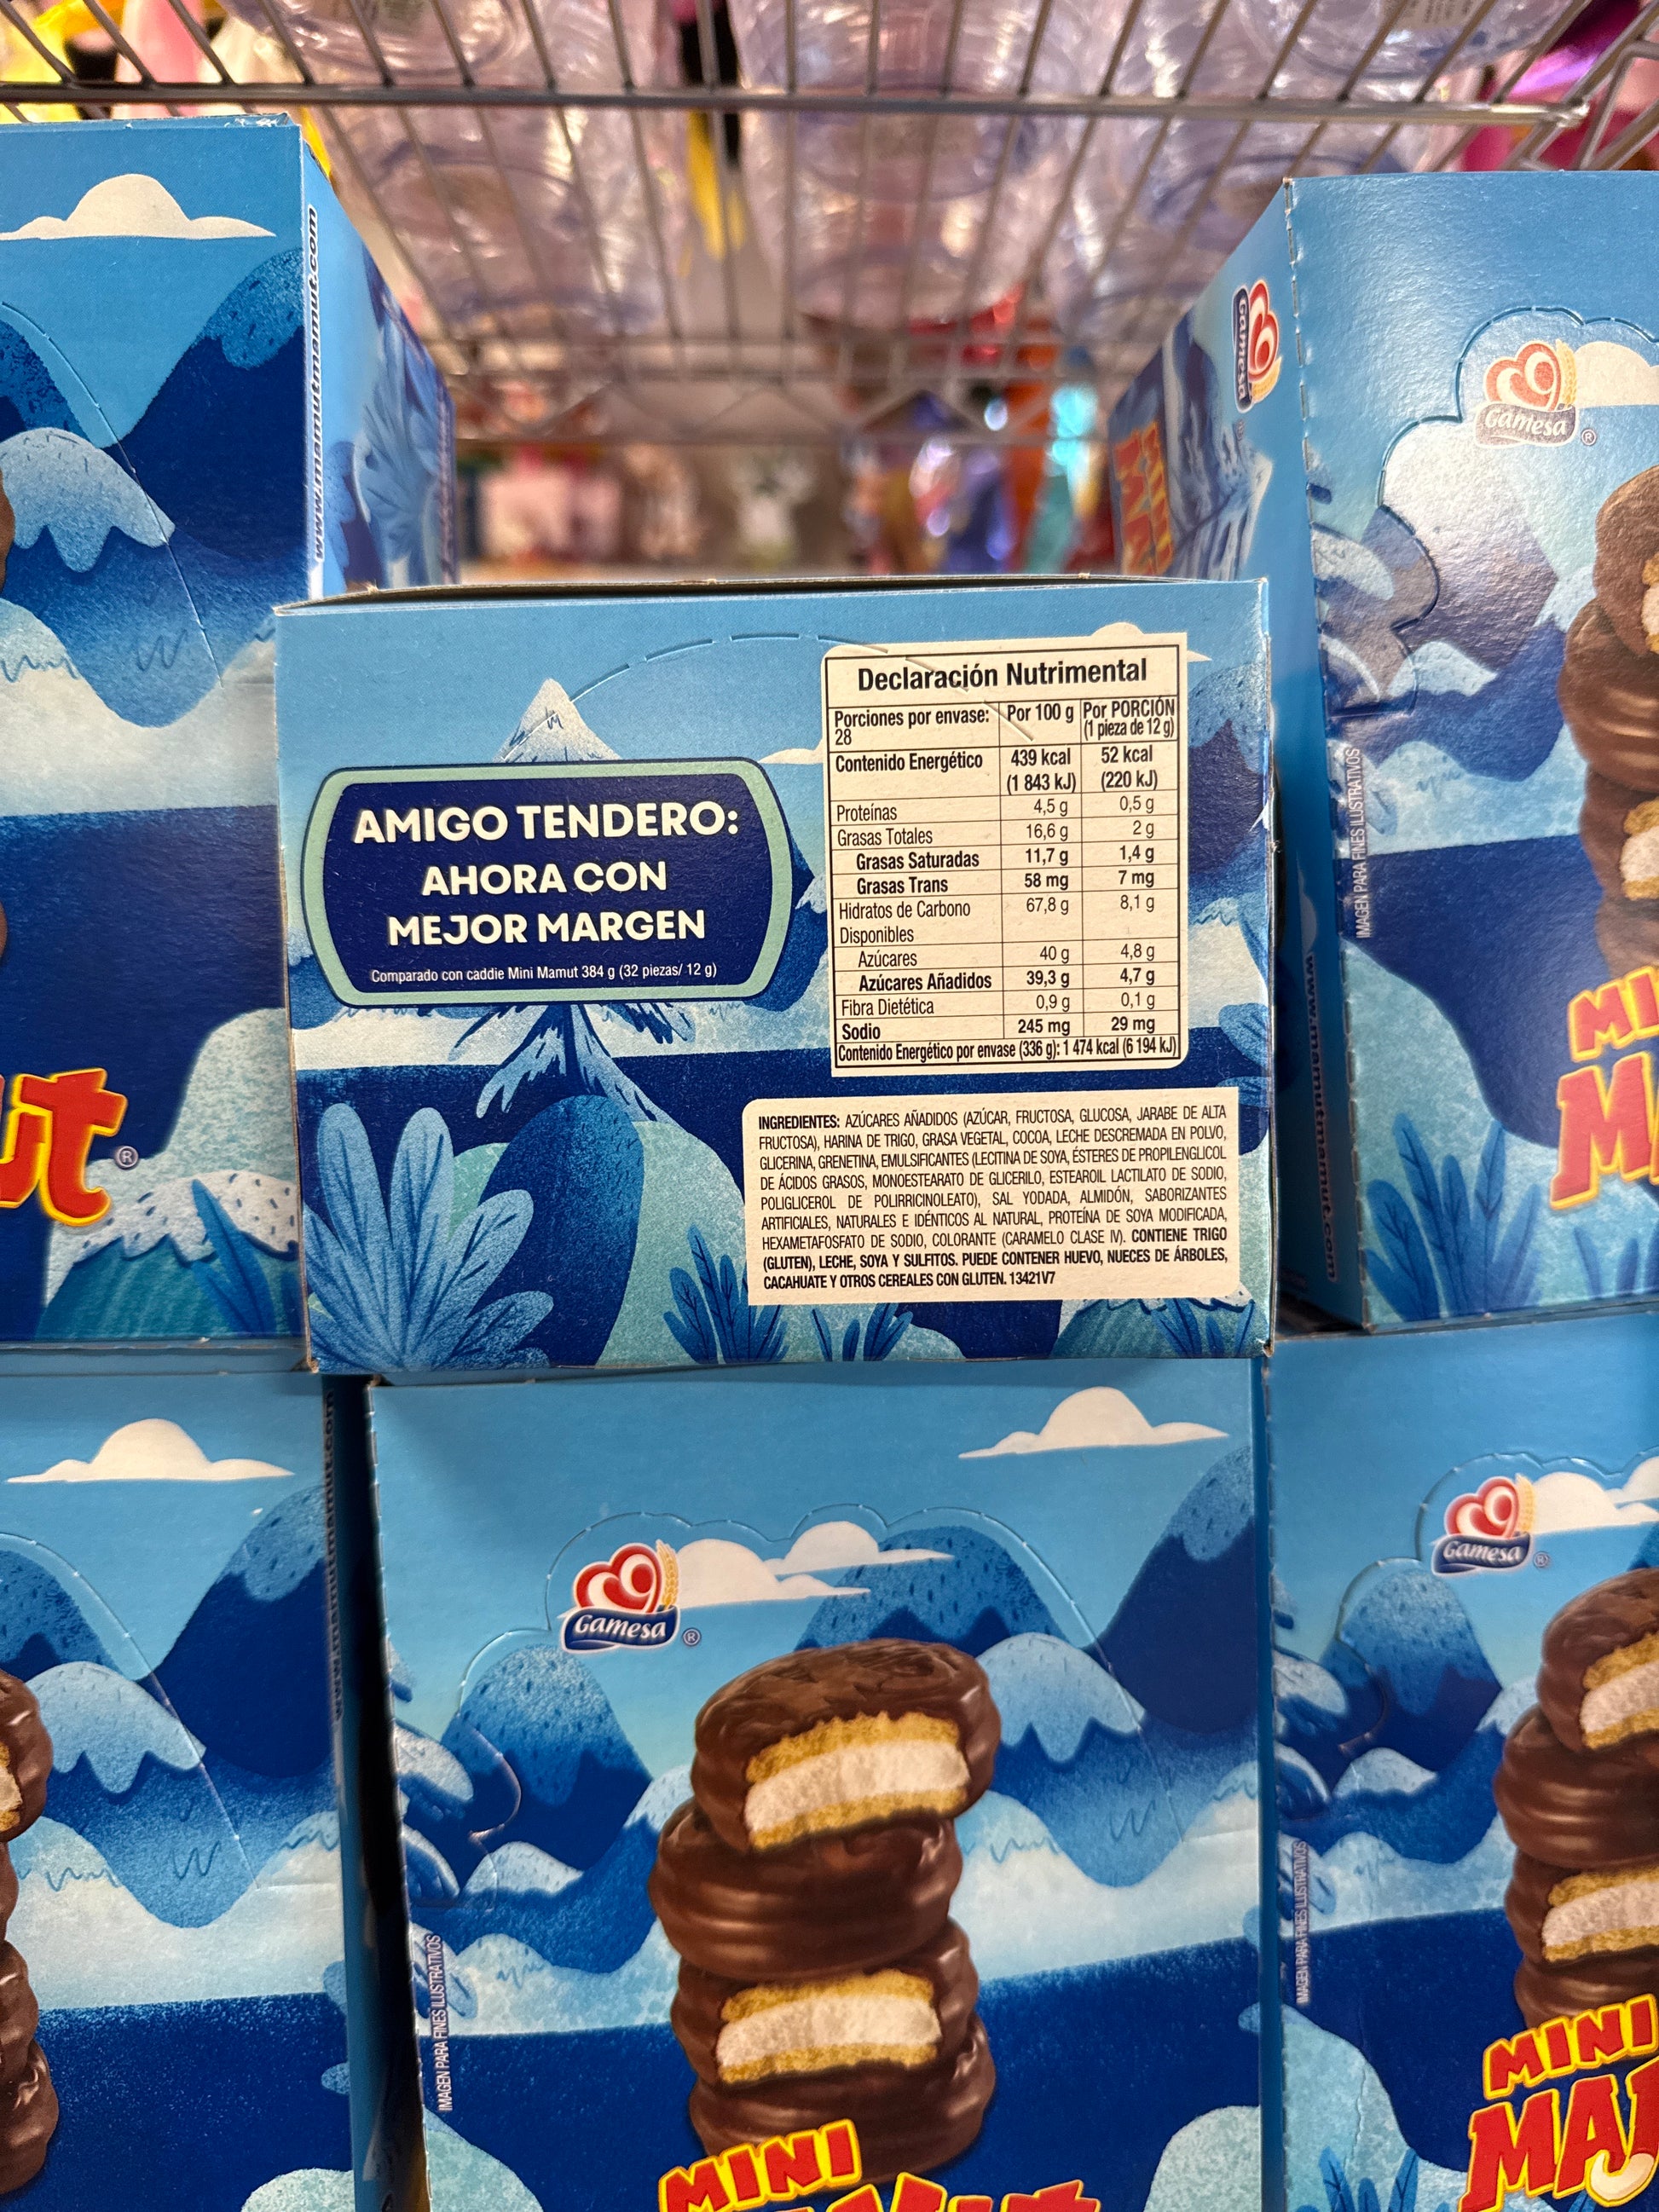 www.mamutmamut.com
Gamesa
Gamesa ®
IMAGEN PARA FINES ILUSTRATIVOS
www.mamutmamut.com
AMIGO TENDERO:
AHORA CON
MEJOR MARGEN
Comparado con caddie Mini Mamut 384 g (32 piezas/ 12 g)
Declaración Nutrimental
Porciones por envase: 28 Por 100 g Por PORCIÓN (1 pieza de 12 g)
Contenido Energético 439 kcal (1 843 kJ) 52 kcal (220 kJ)
Proteínas 4,5 g 0,5 g
Grasas Totales 16,6 g 2 g
Grasas Saturadas 11,7 g 1,4 g
Grasas Trans 58 mg 7 mg
Hidratos de Carbono Disponibles 67,8 g 8,1 g
Azúcares 40 g 4,8 g
Azúcares Añadidos 39,3 g 4,7 g
Fibra Dietética 0,9 g 0,1 g
Sodio 245 mg 29 mg
Contenido Energético por envase (336 g): 1 474 kcal (6 194 kJ)
INGREDIENTES: AZÚCARES AÑADIDOS (AZÚCAR, FRUCTOSA, GLUCOSA, JARABE DE ALTA
FRUCTOSA), HARINA DE TRIGO, GRASA VEGETAL, COCOA, LECHE DESCREMADA EN POLVO,
GLICERINA, GRENETINA, EMULSIFICANTES (LECITINA DE SOYA, ÉSTERES DE PROPILENGLICOL
DE ÁCIDOS GRASOS, MONOESTEARATO DE GLICERILO, ESTEAROIL LACTILATO DE SODIO,
POLIGLICEROL DE POLIRRICINOLEATO), SAL YODADA, ALMIDÓN, SABORIZANTES
ARTIFICIALES, NATURALES E IDÉNTICOS AL NATURAL, PROTEÍNA DE SOYA MODIFICADA,
HEXAMETAFOSFATO DE SODIO, COLORANTE (CARAMELO CLASE IV). CONTIENE TRIGO
(GLUTEN), LECHE, SOYA Y SULFITOS. PUEDE CONTENER HUEVO, NUECES DE ÁRBOLES,
CACAHUATE Y OTROS CEREALES CON GLUTEN. 13421V7
ut ®
MI
M
Gamesa ®
IMAGEN PARA FINES ILUSTRATIVOS
MINI
Gamesa ®
IMAGEN PARA FINES ILUSTRATIVOS
MINI
MA